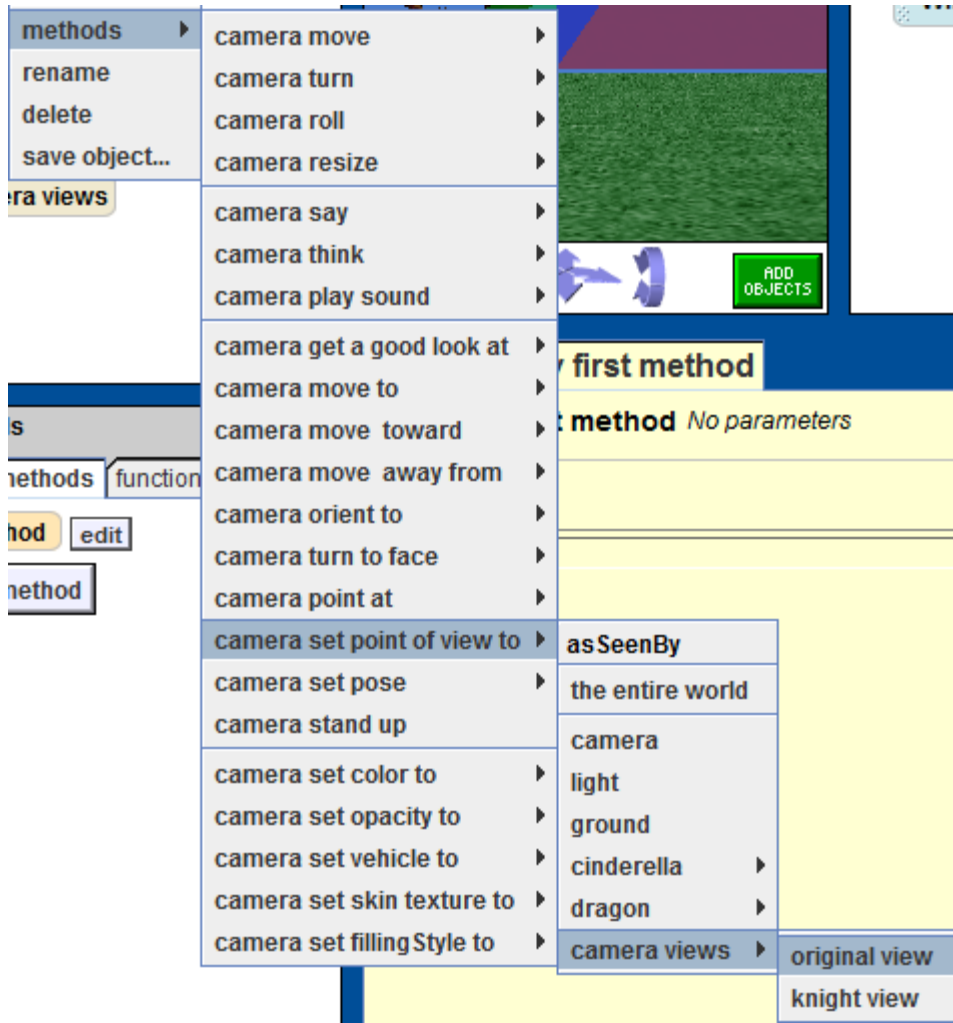 methods
rename
delete
save object...
views
camera move
camera turn
camera roll
camera resize
camera say
camera think
camera play sound
camera get a good look at
camera move to
camera move toward
camera move away from
camera orient to
camera turn to face
camera point at
camera set point of view to
camera set pose
camera stand up
camera set color to
camera set opacity to
camera set vehicle to
camera set skin texture to
camera set fillingStyle to
asSeenBy
the entire world
camera
light
ground
cinderella
dragon
camera views
original view
knight view
ADD
OBJECTS
first method
method No parameters
function
edit